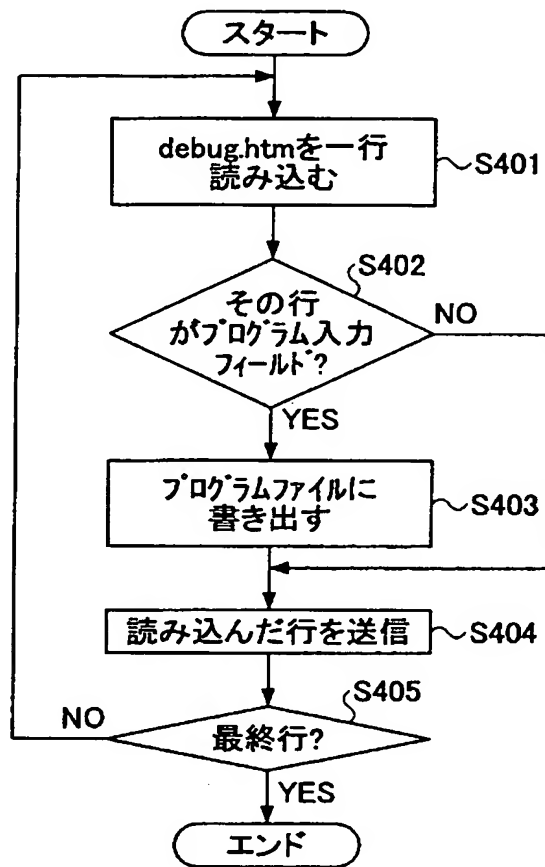 スタート
debug.htmを一行
読み込む
S401
S402
その行
がプログラム入力
フィールド?
NO
YES
プログラムファイルに
書き出す
S403
読み込んだ行を送信
S404
S405
NO
最終行?
YES
エンド